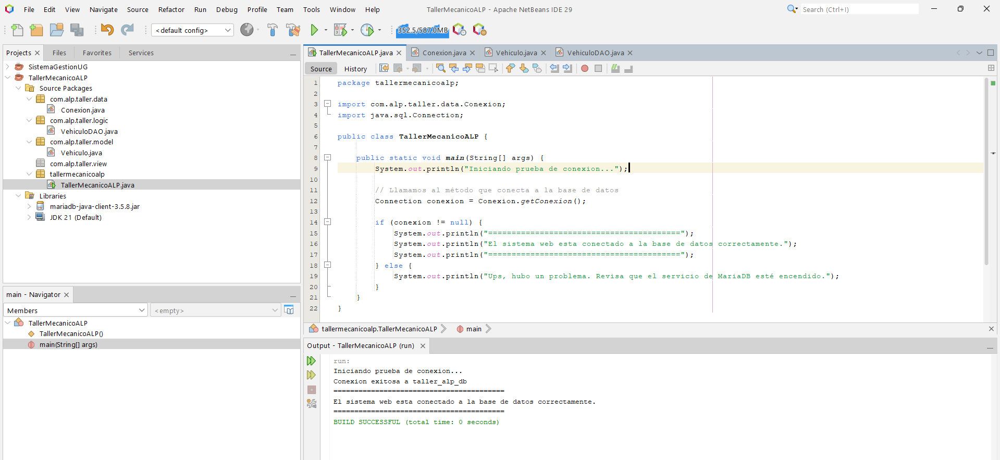 File Edit View Navigate Source Refactor Run Debug Profile Team Tools Window Help
TallerMecanicoALP - Apache NetBeans IDE 29
Search (Ctrl+I)
<default config>
352.5/587.0MB
Projects Files Favorites Services
SistemaGestionUG
TallerMecanicoALP
Source Packages
com.alp.taller.data
Conexion.java
com.alp.taller.logic
VehiculoDAO.java
com.alp.taller.model
Vehiculo.java
com.alp.taller.view
tallermecanicoalp
TallerMecanicoALP.java
Libraries
mariadb-java-client-3.5.8.jar
JDK 21 (Default)
main - Navigator
Members
<empty>
TallerMecanicoALP
TallerMecanicoALP()
main(String[] args)
TallerMecanicoALP.java Conexion.java Vehiculo.java VehiculoDAO.java
Source History
1 package tallermecanicoalp;
2
3 import com.alp.taller.data.Conexion;
4 import java.sql.Connection;
5
6 public class TallerMecanicoALP {
7
8 public static void main(String[] args) {
9 System.out.println("Iniciando prueba de conexion...");
10
11 // Llamamos al método que conecta a la base de datos
12 Connection conexion = Conexion.getConexion();
13
14 if (conexion != null) {
15 System.out.println("=========================================");
16 System.out.println("El sistema web esta conectado a la base de datos correctamente.");
17 System.out.println("=========================================");
18 } else {
19 System.out.println("Ups, hubo un problema. Revisa que el servicio de MariaDB esté encendido.");
20 }
21 }
22 }
tallermecanicoalp.TallerMecanicoALP main
Output - TallerMecanicoALP (run)
run:
Iniciando prueba de conexion...
Conexion exitosa a taller_alp_db
=========================================
El sistema web esta conectado a la base de datos correctamente.
=========================================
BUILD SUCCESSFUL (total time: 0 seconds)